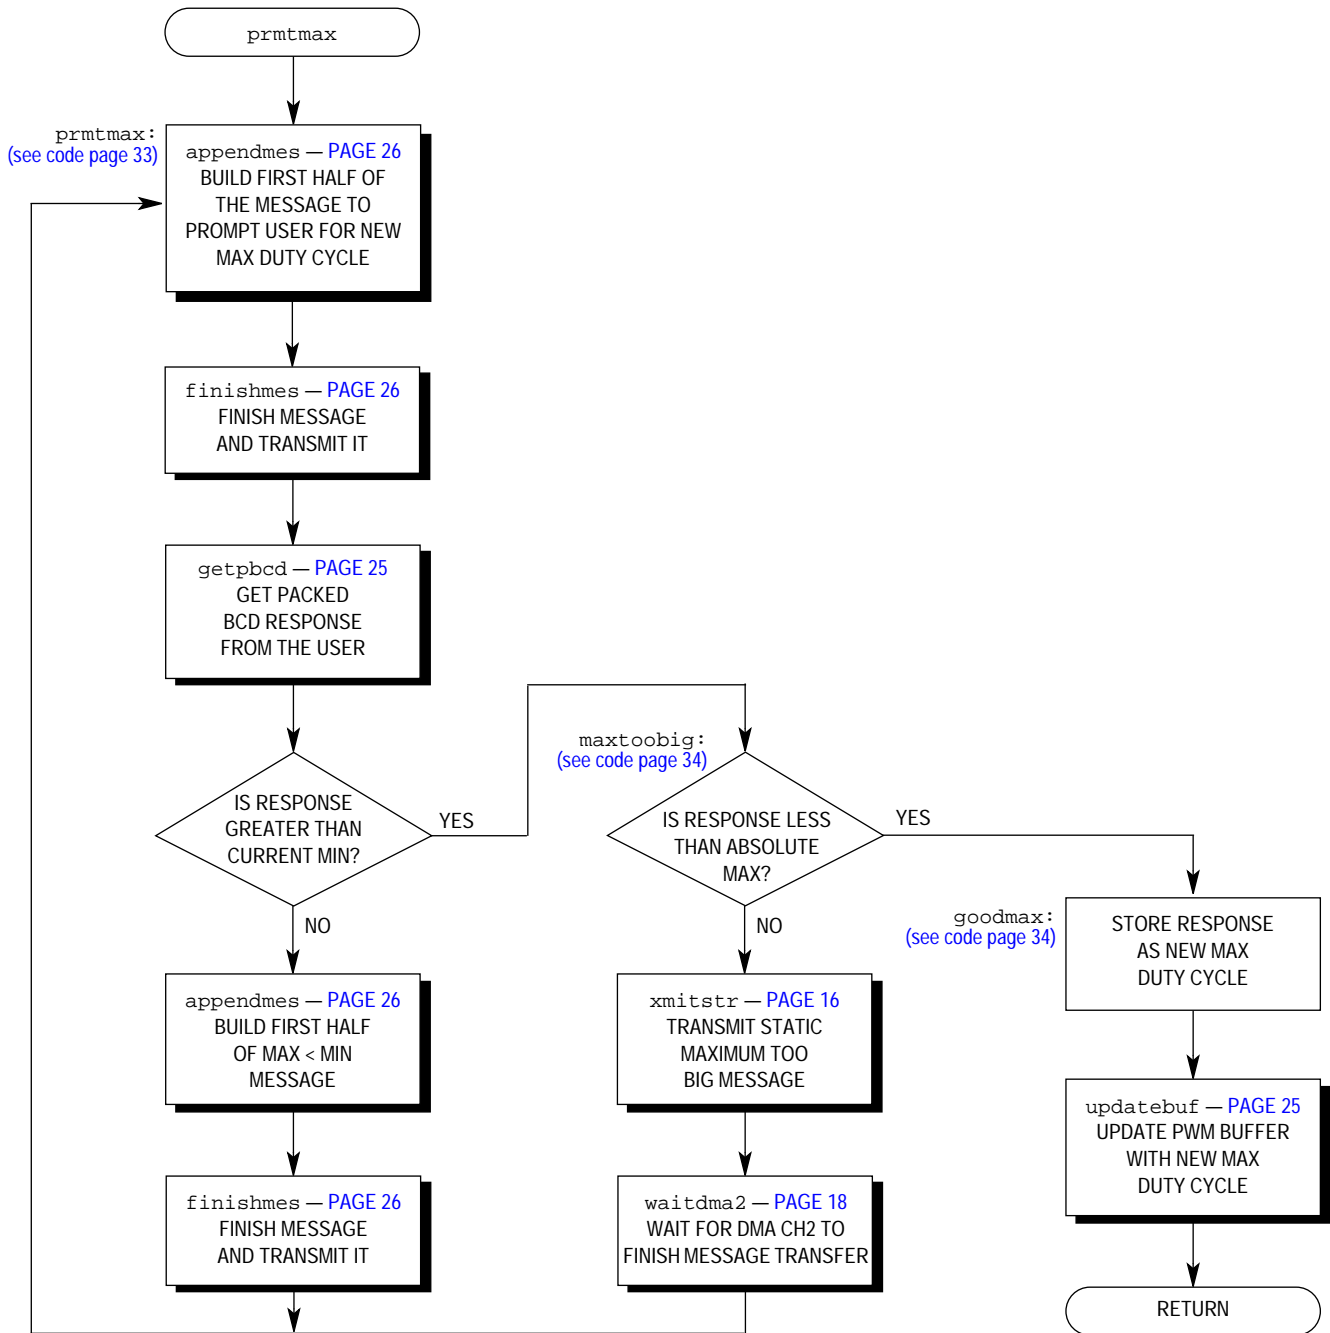 prmtmax
prmtmax:
(see code page 33)
appendmes — PAGE 26
BUILD FIRST HALF OF
THE MESSAGE TO
PROMPT USER FOR NEW
MAX DUTY CYCLE
finishmes — PAGE 26
FINISH MESSAGE
AND TRANSMIT IT
getpbcd — PAGE 25
GET PACKED
BCD RESPONSE
FROM THE USER
IS RESPONSE
GREATER THAN
CURRENT MIN?
YES
NO
appendmes — PAGE 26
BUILD FIRST HALF
OF MAX < MIN
MESSAGE
finishmes — PAGE 26
FINISH MESSAGE
AND TRANSMIT IT
maxtoobig:
(see code page 34)
IS RESPONSE LESS
THAN ABSOLUTE
MAX?
YES
NO
xmitstr — PAGE 16
TRANSMIT STATIC
MAXIMUM TOO
BIG MESSAGE
waitdma2 — PAGE 18
WAIT FOR DMA CH2 TO
FINISH MESSAGE TRANSFER
goodmax:
(see code page 34)
STORE RESPONSE
AS NEW MAX
DUTY CYCLE
updatebuf — PAGE 25
UPDATE PWM BUFFER
WITH NEW MAX
DUTY CYCLE
RETURN